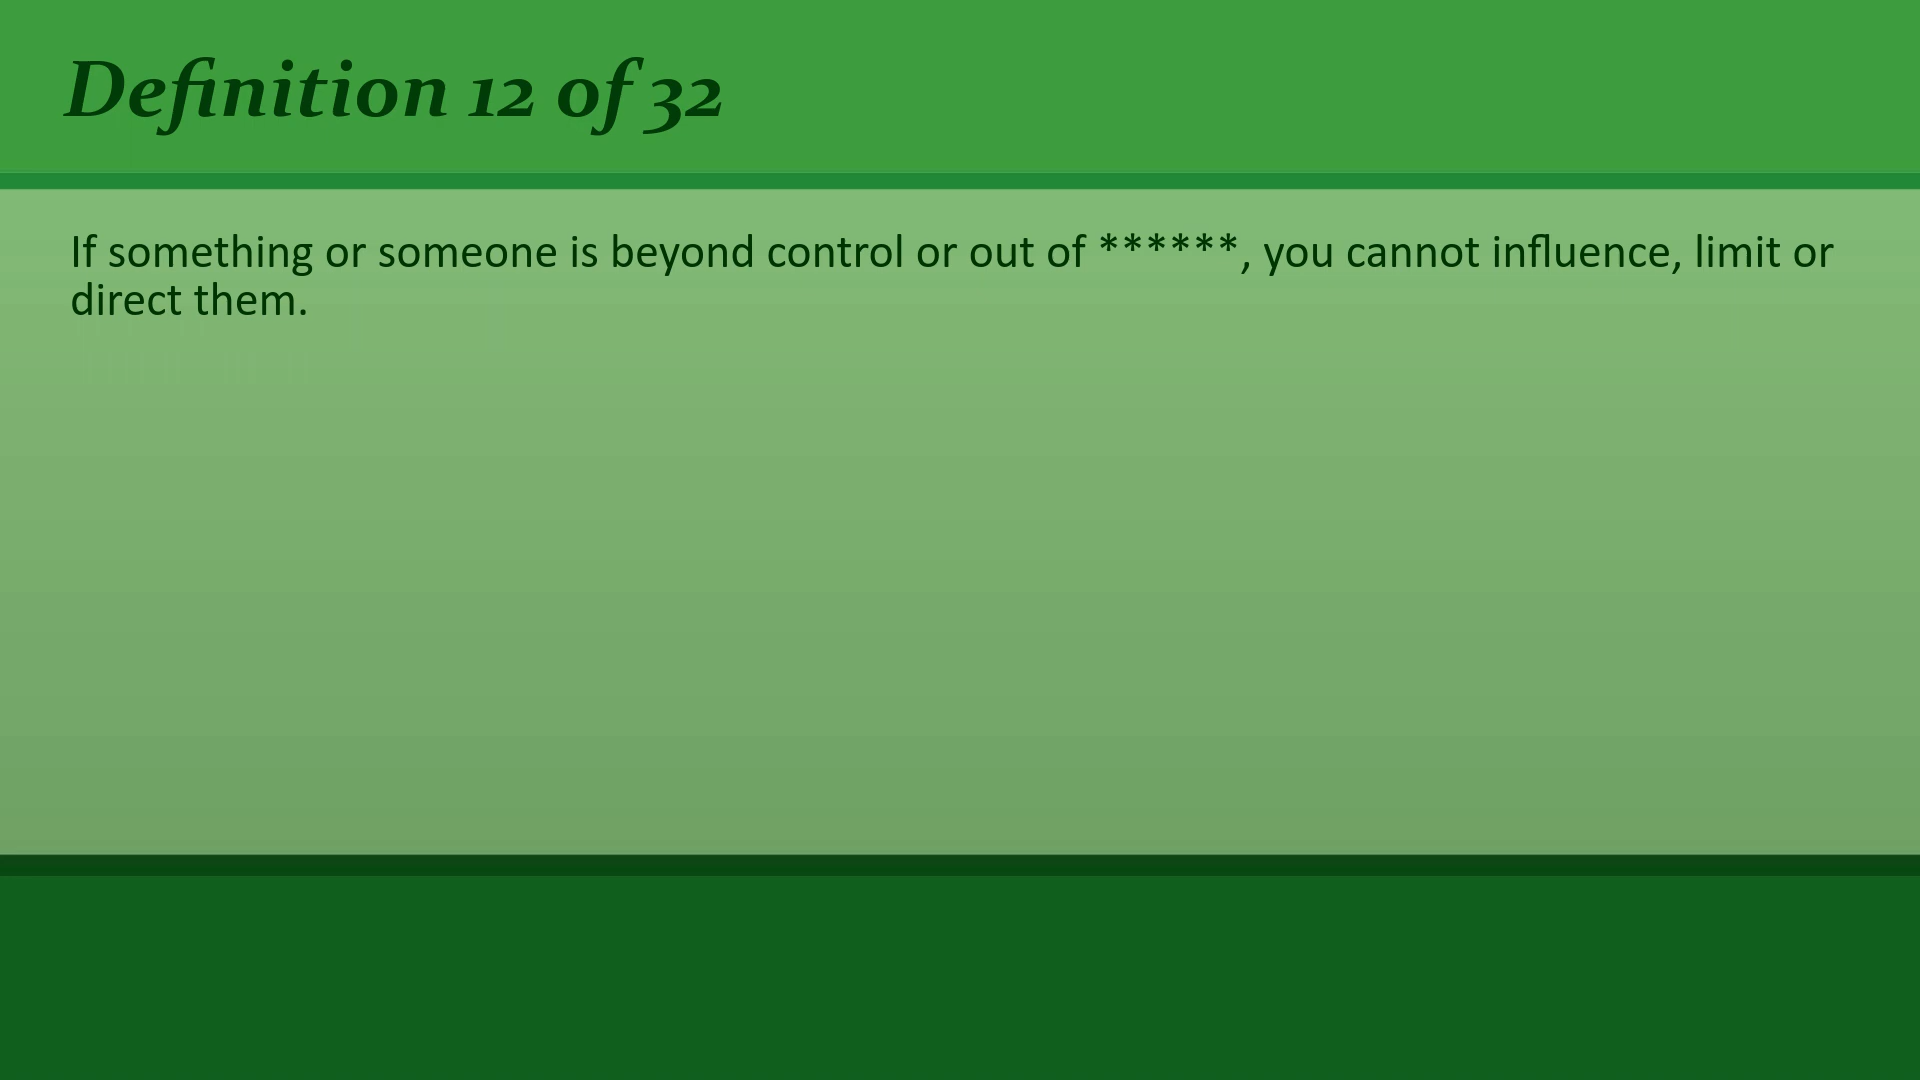 Definition 12 of 32
If something or someone is beyond control or out of ******, you cannot influence, limit or
direct them.